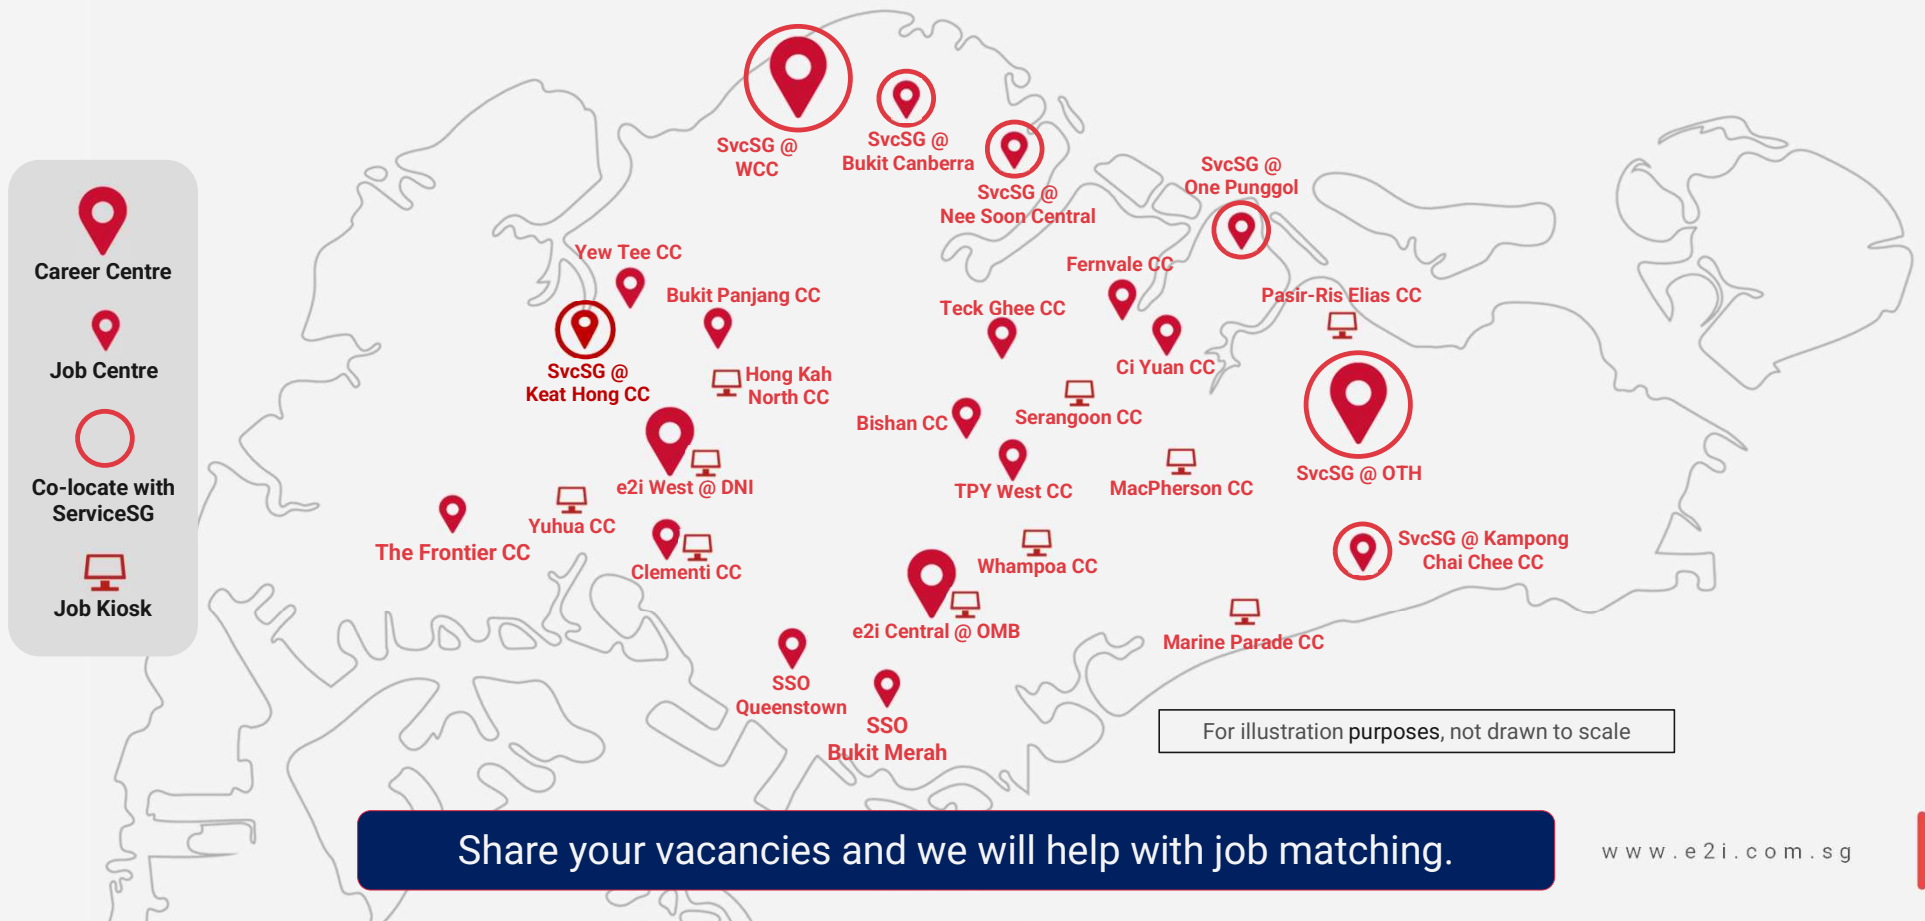 Career Centre
Job Centre
Co-locate with
ServiceSG
Job Kiosk
SvcSG @
WCC
SvcSG @
Bukit Canberra
SvcSG @
Nee Soon Central
SvcSG @
One Punggol
Yew Tee CC
Bukit Panjang CC
Fernvale CC
Teck Ghee CC
Pasir-Ris Elias CC
SvcSG @
Keat Hong CC
Hong Kah
North CC
Ci Yuan CC
Bishan CC
Serangoon CC
SvcSG @ OTH
e2i West @ DNI
TPY West CC
MacPherson CC
The Frontier CC
Yuhua CC
Clementi CC
Whampoa CC
SvcSG @ Kampong
Chai Chee CC
e2i Central @ OMB
Marine Parade CC
SSO
Queenstown
SSO
Bukit Merah
For illustration purposes, not drawn to scale
Share your vacancies and we will help with job matching.
www.e2i.com.sg